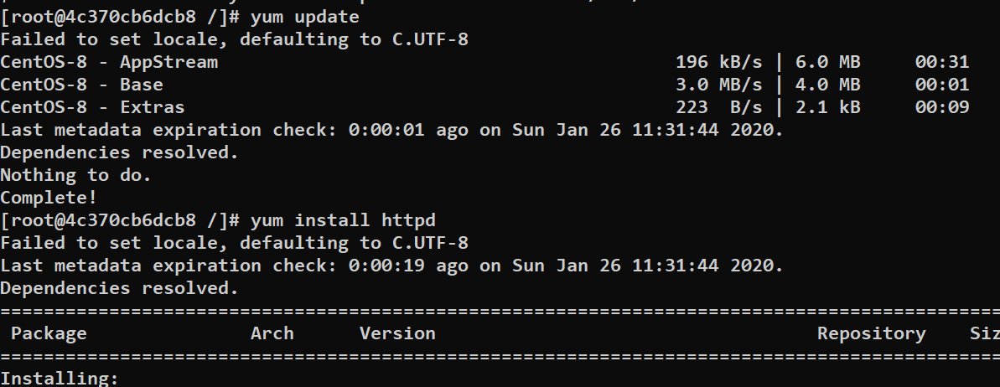 [root@4c370cb6dcb8 /]# yum update
Failed to set locale, defaulting to C.UTF-8
CentOS-8 - AppStream 196 kB/s | 6.0 MB 00:31
CentOS-8 - Base 3.0 MB/s | 4.0 MB 00:01
CentOS-8 - Extras 223 B/s | 2.1 kB 00:09
Last metadata expiration check: 0:00:01 ago on Sun Jan 26 11:31:44 2020.
Dependencies resolved.
Nothing to do.
Complete!
[root@4c370cb6dcb8 /]# yum install httpd
Failed to set locale, defaulting to C.UTF-8
Last metadata expiration check: 0:00:19 ago on Sun Jan 26 11:31:44 2020.
Dependencies resolved.
============================================================================================
Package Arch Version Repository Siz
============================================================================================
Installing: